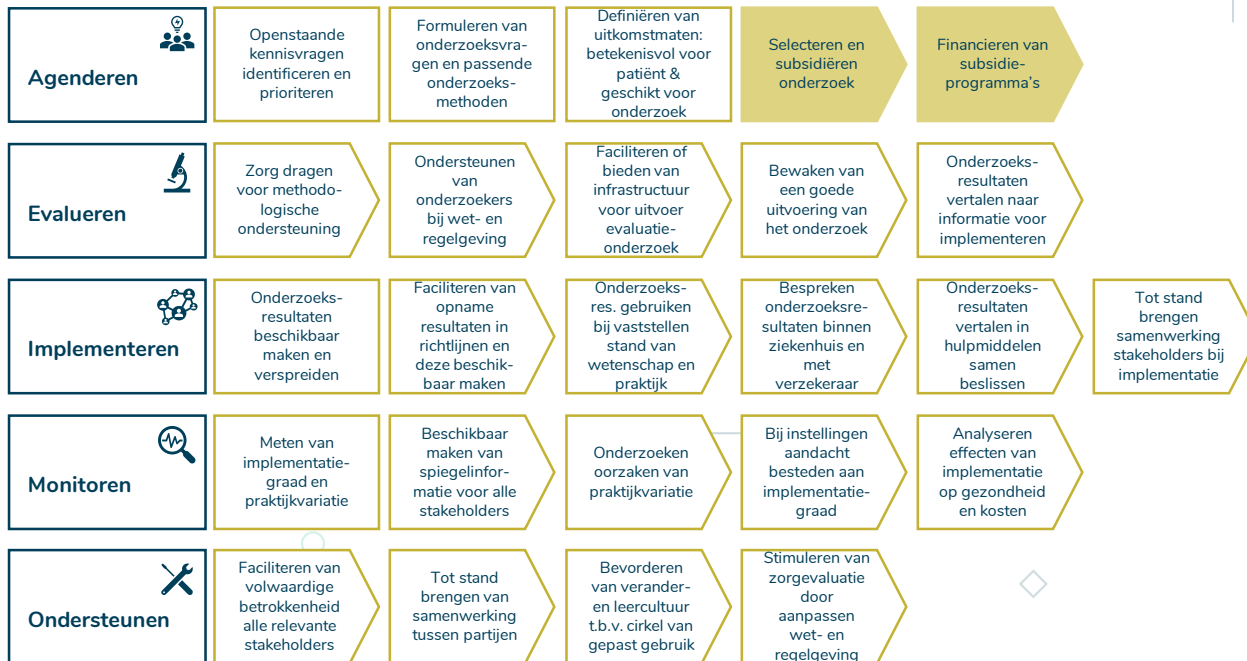 Agenderen
Openstaande
kennisvragen
identificeren en
prioriteren
Formuleren van
onderzoeksvra-
gen en passende
onderzoeks-
methoden
Definiëren van
uitkomstmaten:
betekenisvol voor
patiënt &
geschikt voor
onderzoek
Selecteren en
subsidiëren
onderzoek
Financieren van
subsidie-
programma's
Evalueren
Zorg dragen
voor methodo-
logische
ondersteuning
Ondersteunen
van
onderzoekers
bij wet- en
regelgeving
Faciliteren of
bieden van
infrastructuur
voor uitvoer
evaluatie-
onderzoek
Bewaken van
een goede
uitvoering van
het onderzoek
Onderzoeks-
resultaten
vertalen naar
informatie voor
implementeren
Implementeren
Onderzoeks-
resultaten
beschikbaar
maken en
verspreiden
Faciliteren van
opname
resultaten in
richtlijnen en
deze beschik-
baar maken
Onderzoeks-
res. gebruiken
bij vaststellen
stand van
wetenschap en
praktijk
Bespreken
onderzoeksre-
sultaten binnen
ziekenhuis en
met
verzekeraar
Onderzoeks-
resultaten
vertalen in
hulpmiddelen
samen
beslissen
Tot stand
brengen
samenwerking
stakeholders bij
implementatie
Monitoren
Meten van
implementatie-
graad en
praktijkvariatie
Beschikbaar
maken van
spiegelinfor-
matie voor alle
stakeholders
Onderzoeken
oorzaken van
praktijkvariatie
Bij instellingen
aandacht
besteden aan
implementatie-
graad
Analyseren
effecten van
implementatie
op gezondheid
en kosten
Ondersteunen
Faciliteren van
volwaardige
betrokkenheid
alle relevante
stakeholders
Tot stand
brengen van
samenwerking
tussen partijen
Bevorderen
van verander-
en leercultuur
t.b.v. cirkel van
gepast gebruik
Stimuleren van
zorgevaluatie
door
aanpassen
wet- en
regelgeving